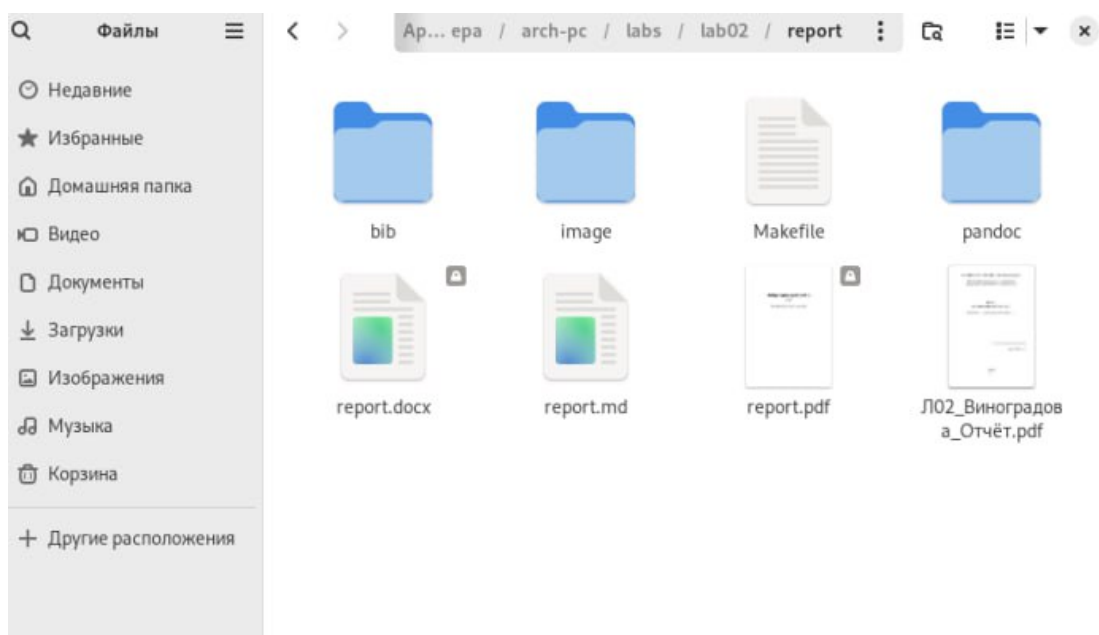 Файлы
Ap... epa / arch-pc / labs / lab02 / report
Недавние
Избранные
Домашняя папка
Видео
Документы
Загрузки
Изображения
Музыка
Корзина
Другие расположения
bib
image
Makefile
pandoc
report.docx
report.md
report.pdf
Л02_Виноградов
а_Отчёт.pdf